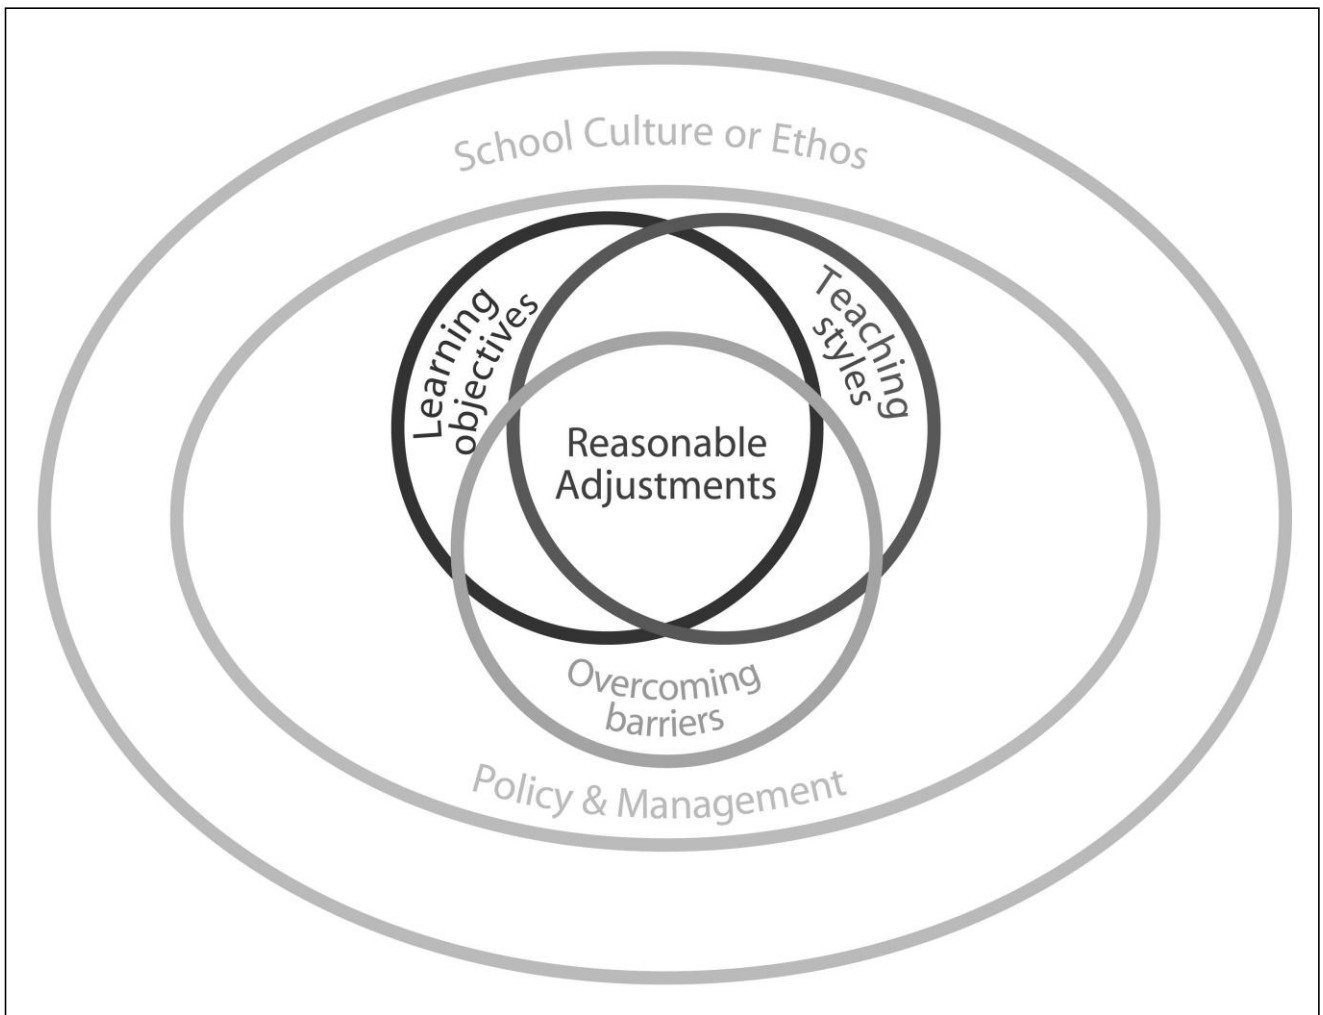 School Culture or Ethos
Learning
objectives
Teaching
styles
Reasonable
Adjustments
Overcoming
barriers
Policy & Management